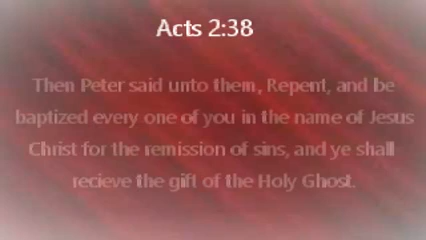 Acts 2:38
Then Peter said unto them, Repent, and be
baptized every one of you in the name of Jesus
Christ for the remission of sins, and ye shall
recieve the gift of the Holy Ghost.